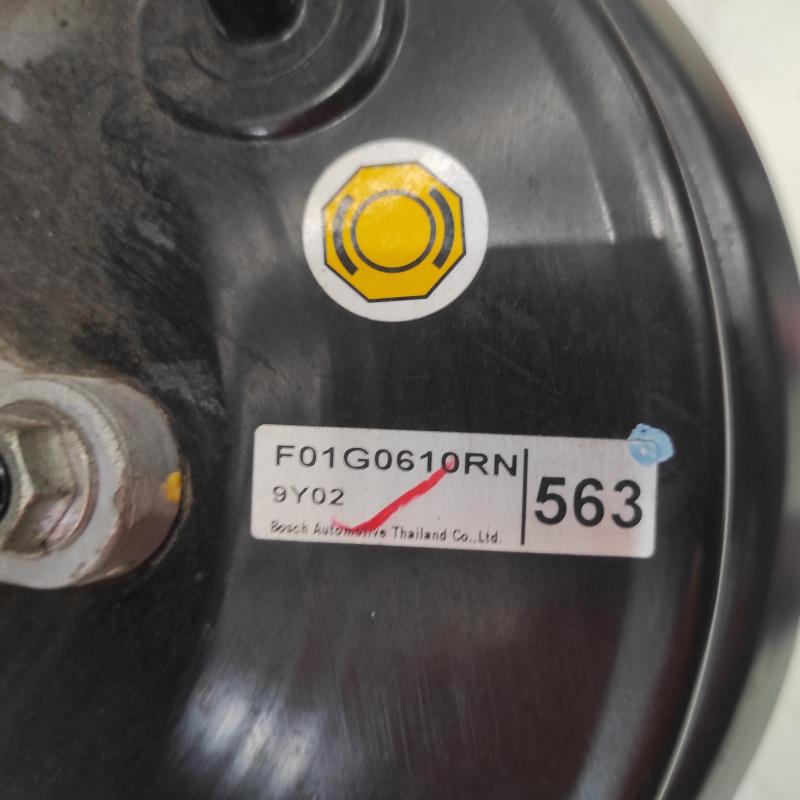 F01G0610RN
9Y02
Bosch Automotive Thailand Co.,Ltd.
563